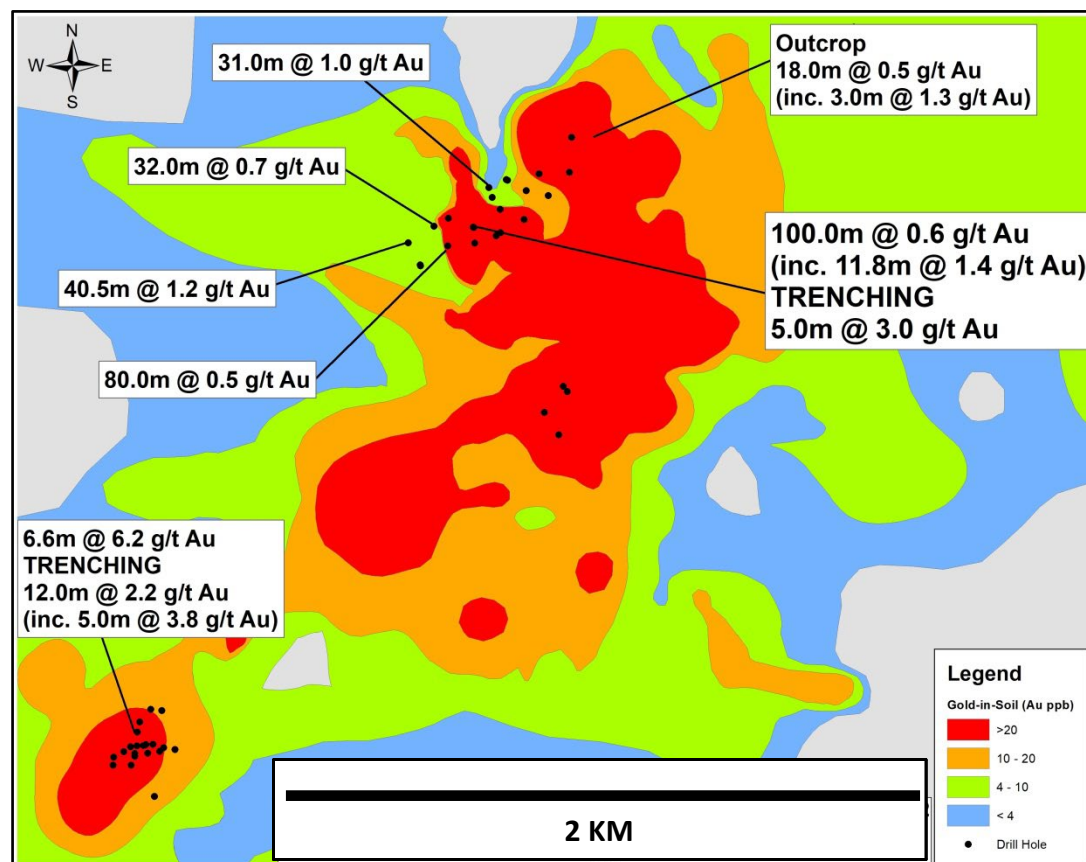 N
W E
S
31.0m @ 1.0 g/t Au
Outcrop
18.0m @ 0.5 g/t Au
(inc. 3.0m @ 1.3 g/t Au)
32.0m @ 0.7 g/t Au
100.0m @ 0.6 g/t Au
(inc. 11.8m @ 1.4 g/t Au)
TRENCHING
5.0m @ 3.0 g/t Au
40.5m @ 1.2 g/t Au
80.0m @ 0.5 g/t Au
6.6m @ 6.2 g/t Au
TRENCHING
12.0m @ 2.2 g/t Au
(inc. 5.0m @ 3.8 g/t Au)
Legend
Gold-in-Soil (Au ppb)
>20
10 - 20
4 - 10
< 4
Drill Hole
2 KM